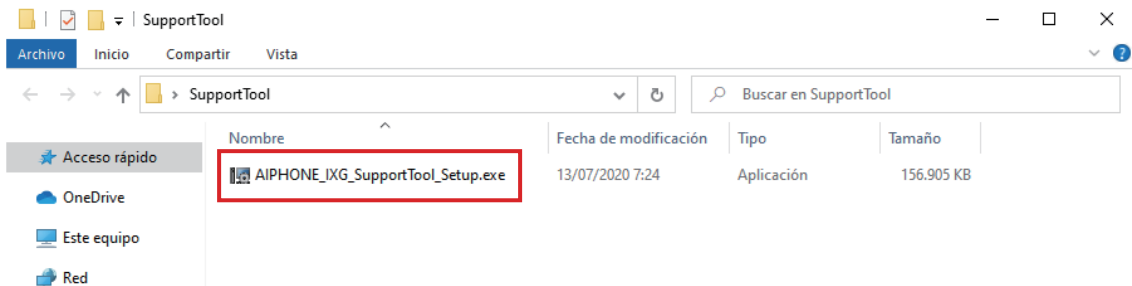 SupportTool
Archivo Inicio Compartir Vista
SupportTool Buscar en SupportTool
Nombre Fecha de modificación Tipo Tamaño
Acceso rápido
AIPHONE_IXG_SupportTool_Setup.exe 13/07/2020 7:24 Aplicación 156.905 KB
OneDrive
Este equipo
Red